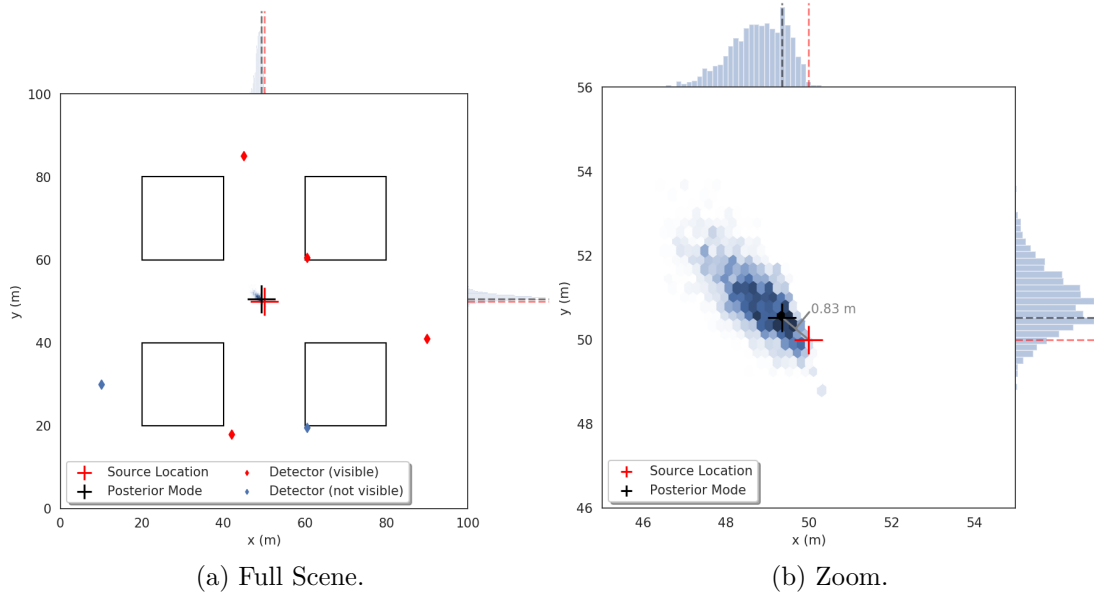 100
80
60
40
20
0
y (m)
0 20 40 60 80 100
x (m)
Source Location
Posterior Mode
Detector (visible)
Detector (not visible)
(a) Full Scene.
56
54
52
50
48
46
y (m)
0.83 m
Source Location
Posterior Mode
46 48 50 52 54
x (m)
(b) Zoom.